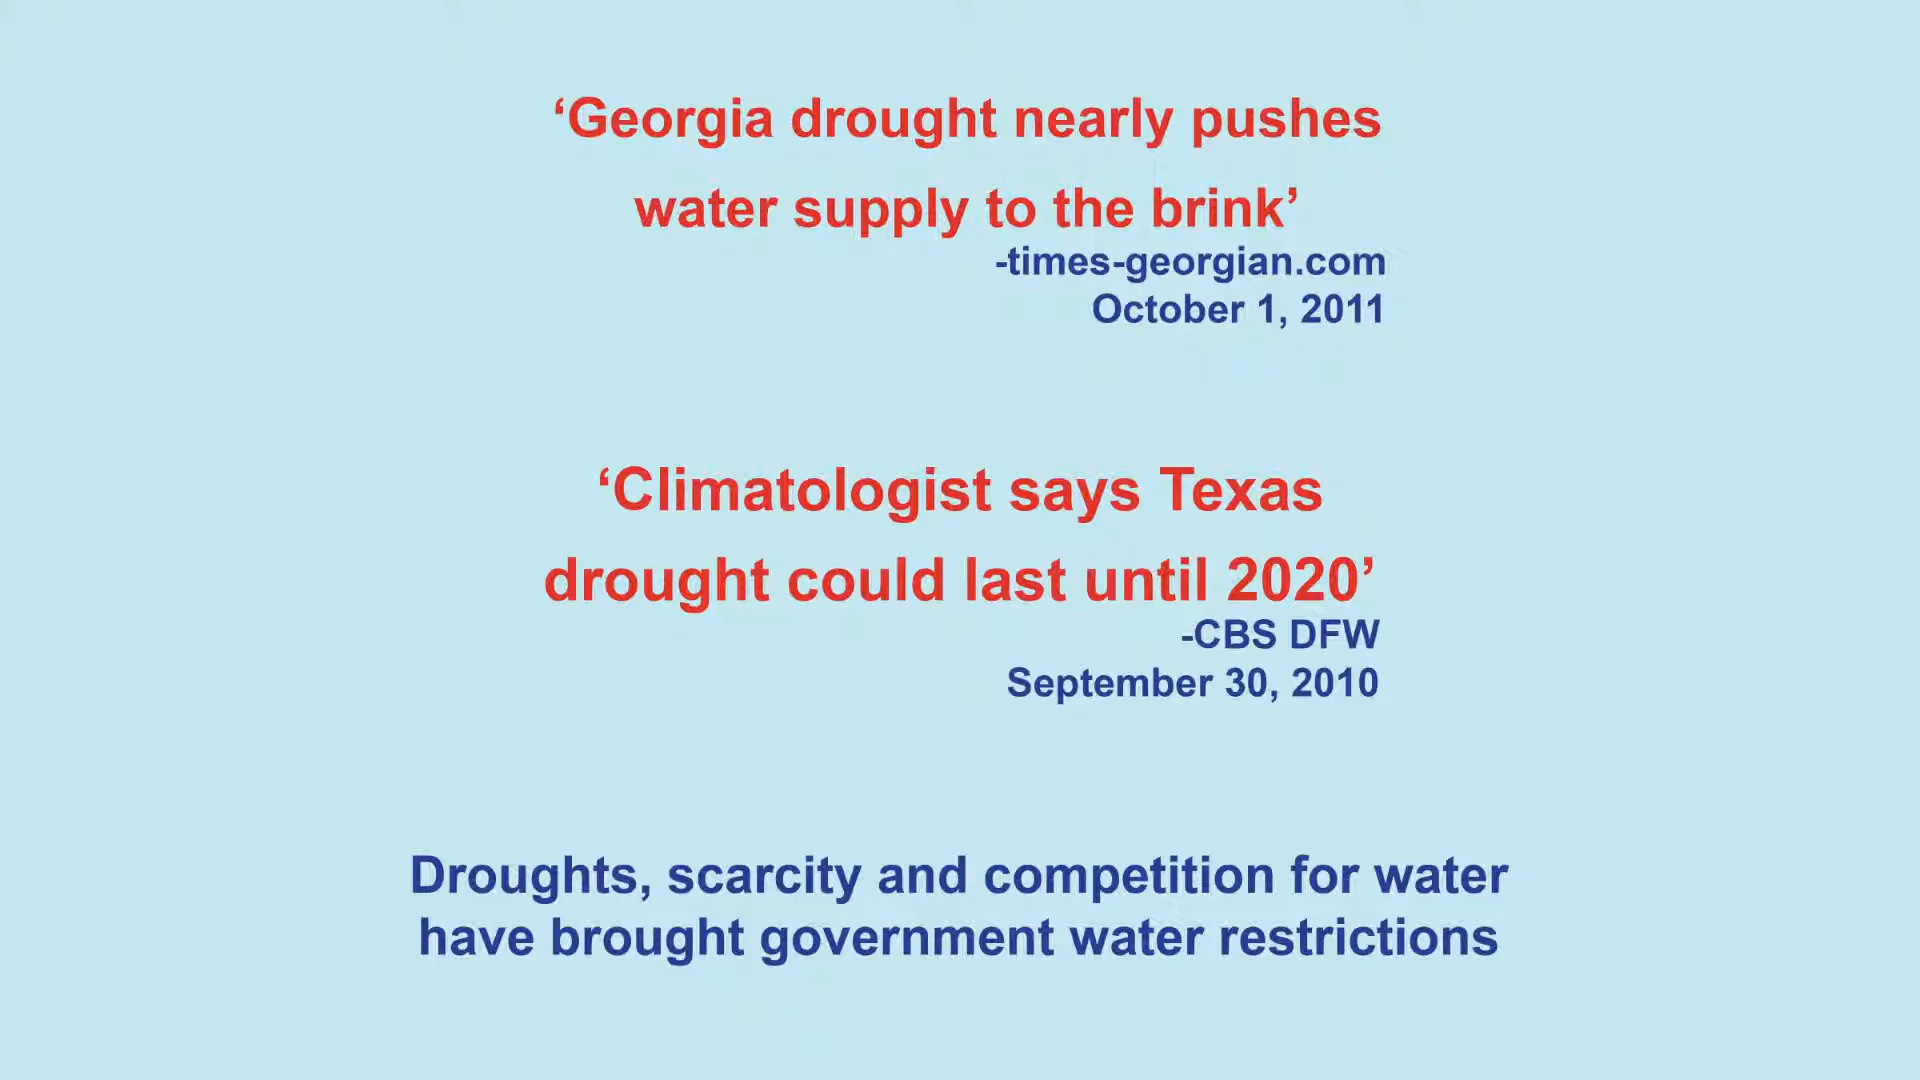 ‘Georgia drought nearly pushes
water supply to the brink’
-times-georgian.com
October 1, 2011
‘Climatologist says Texas
drought could last until 2020’
-CBS DFW
September 30, 2010
Droughts, scarcity and competition for water
have brought government water restrictions